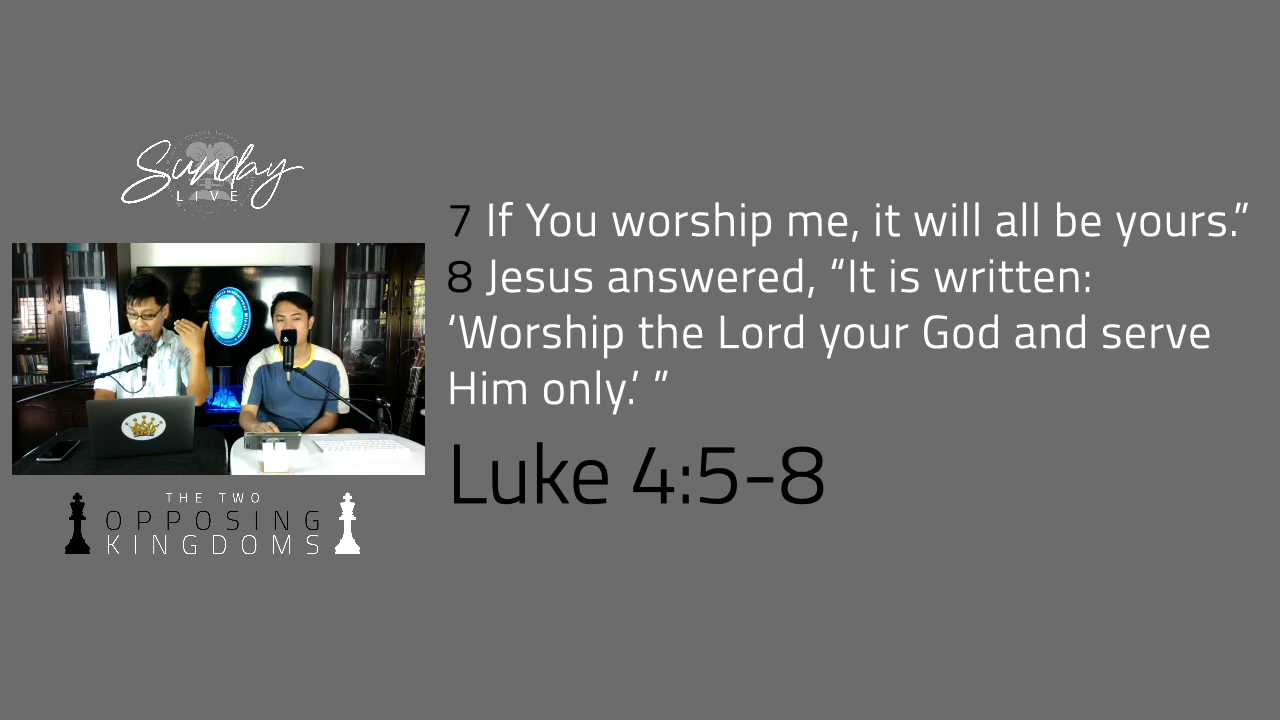 Sunday
LIVE
THE TWO
OPPOSING
KINGDOMS
7 If You worship me, it will all be yours.”
8 Jesus answered, “It is written:
‘Worship the Lord your God and serve
Him only.’ ”
Luke 4:5-8